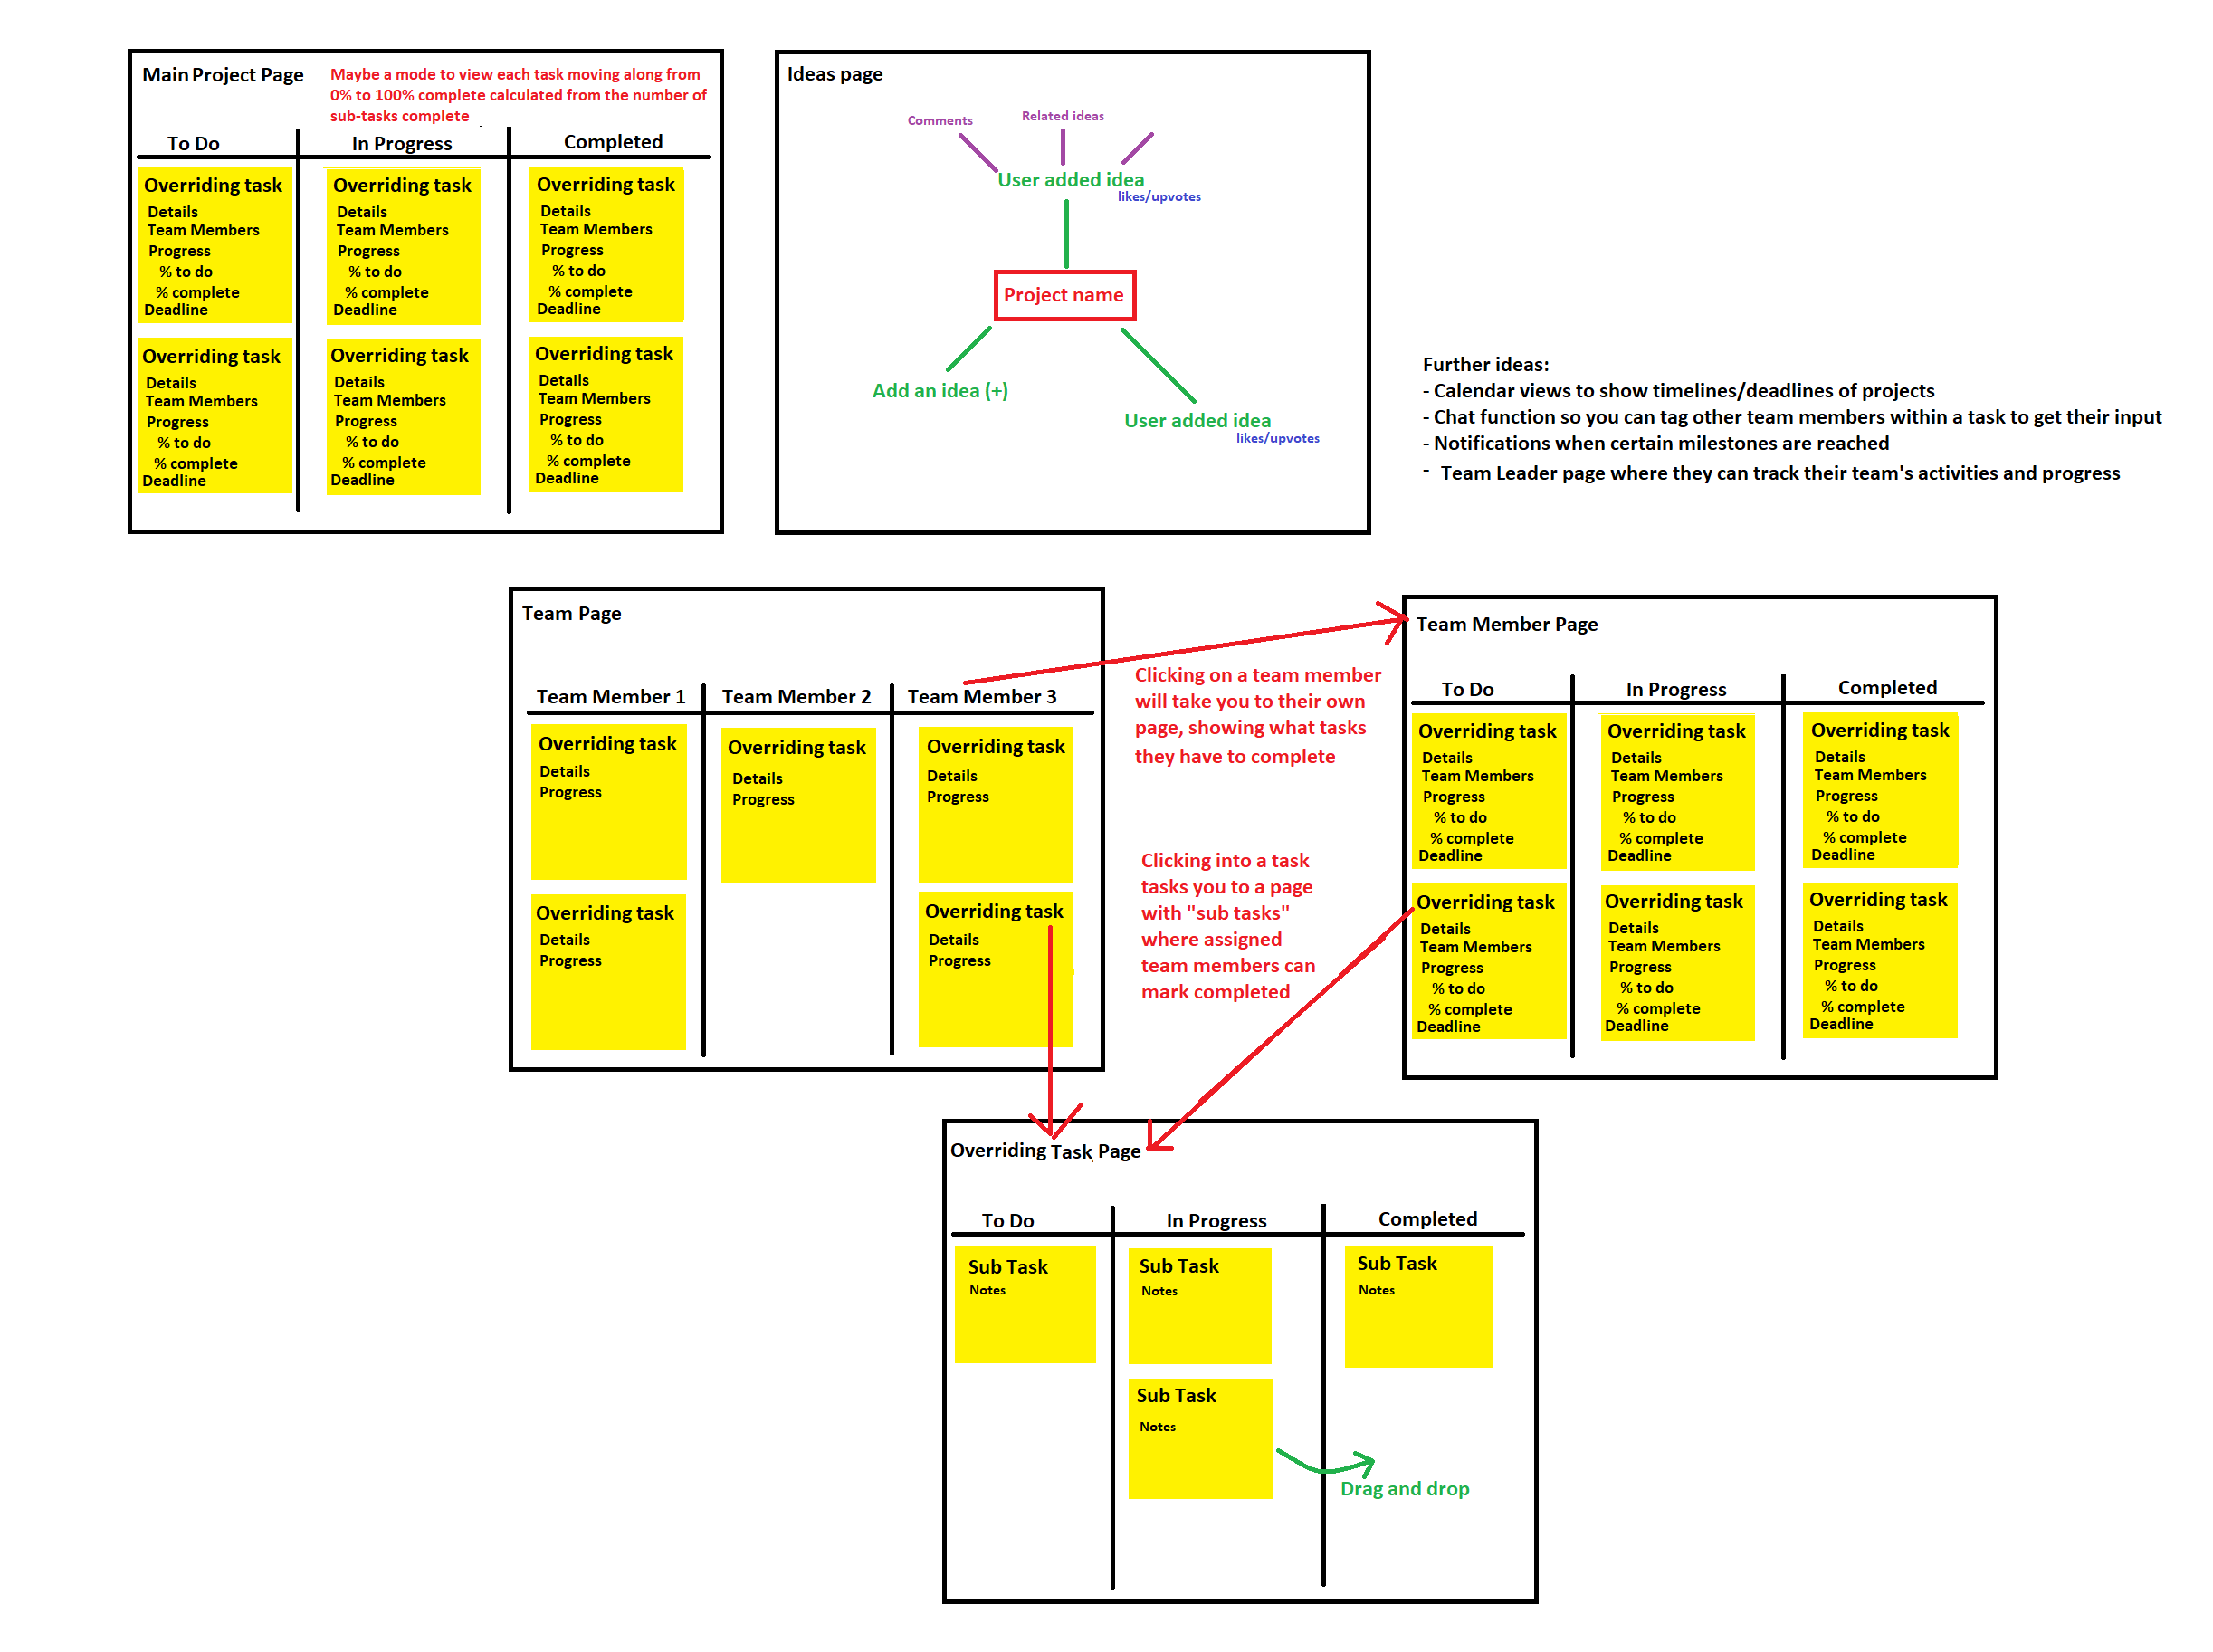 Main Project Page
Maybe a mode to view each task moving along from
0% to 100% complete calculated from the number of
sub-tasks complete
To Do
In Progress
Completed
Overriding task
Details
Team Members
Progress
% to do
% complete
Deadline
Overriding task
Details
Team Members
Progress
% to do
% complete
Deadline
Overriding task
Details
Team Members
Progress
% to do
% complete
Deadline
Overriding task
Details
Team Members
Progress
% to do
% complete
Deadline
Overriding task
Details
Team Members
Progress
% to do
% complete
Deadline
Overriding task
Details
Team Members
Progress
% to do
% complete
Deadline
Ideas page
Comments
Related ideas
User added idea
likes/upvotes
Project name
Add an idea (+)
User added idea
likes/upvotes
Further ideas:
- Calendar views to show timelines/deadlines of projects
- Chat function so you can tag other team members within a task to get their input
- Notifications when certain milestones are reached
- Team Leader page where they can track their team's activities and progress
Team Page
Team Member 1
Team Member 2
Team Member 3
Overriding task
Details
Progress
Overriding task
Details
Progress
Overriding task
Details
Progress
Overriding task
Details
Progress
Overriding task
Details
Progress
Clicking on a team member
will take you to their own
page, showing what tasks
they have to complete
Clicking into a task
tasks you to a page
with "sub tasks"
where assigned
team members can
mark completed
Team Member Page
To Do
In Progress
Completed
Overriding task
Details
Team Members
Progress
% to do
% complete
Deadline
Overriding task
Details
Team Members
Progress
% to do
% complete
Deadline
Overriding task
Details
Team Members
Progress
% to do
% complete
Deadline
Overriding task
Details
Team Members
Progress
% to do
% complete
Deadline
Overriding task
Details
Team Members
Progress
% to do
% complete
Deadline
Overriding task
Details
Team Members
Progress
% to do
% complete
Deadline
Overriding Task Page
To Do
In Progress
Completed
Sub Task
Notes
Sub Task
Notes
Sub Task
Notes
Sub Task
Notes
Drag and drop